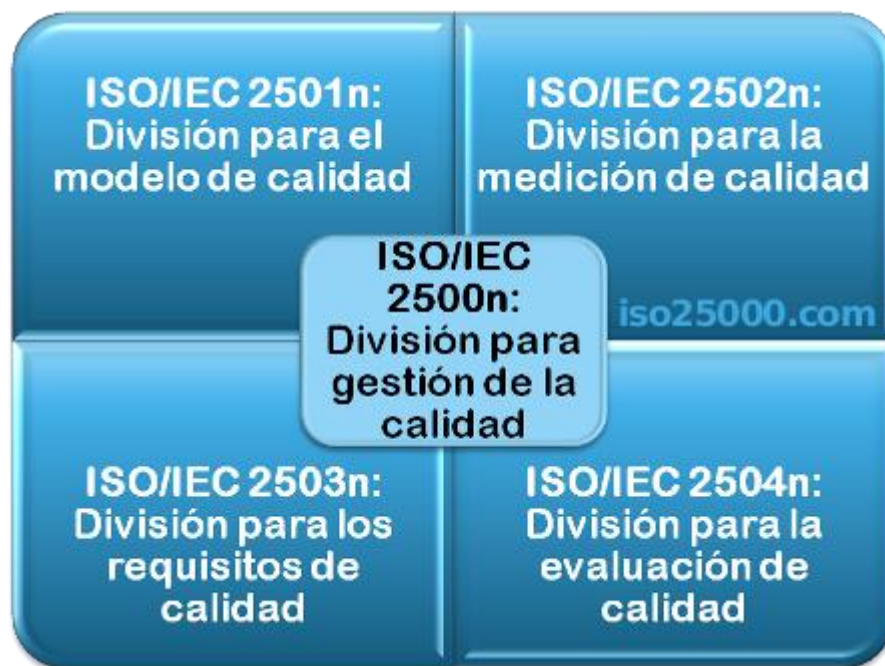 ISO/IEC 2501n:
División para el
modelo de calidad
ISO/IEC 2502n:
División para la
medición de calidad
ISO/IEC
2500n:
División para
gestión de la
calidad
iso25000.com
ISO/IEC 2503n:
División para los
requisitos de
calidad
ISO/IEC 2504n:
División para la
evaluación de
calidad